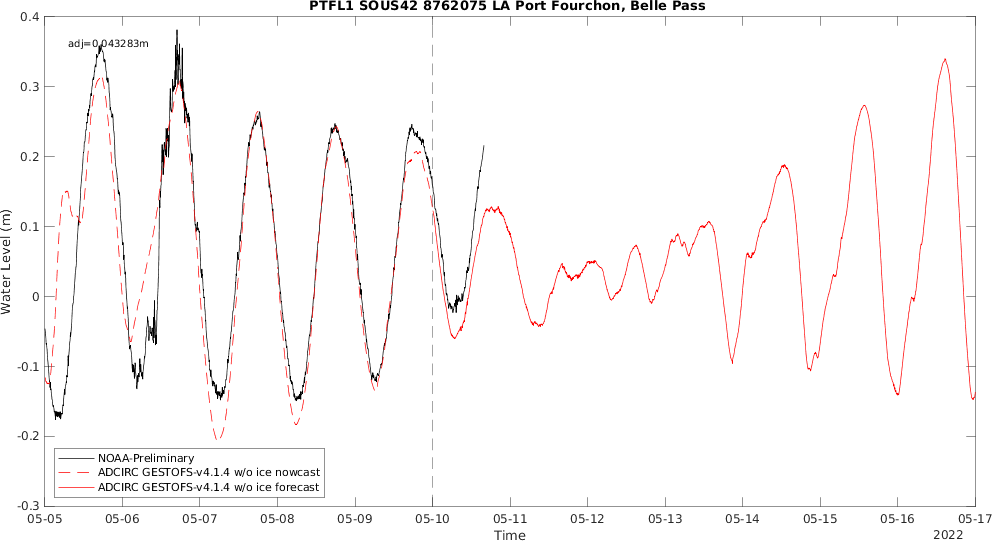 PTFL1 SOUS42 8762075 LA Port Fourchon, Belle Pass
adj=0.043283m
0.4
0.3
0.2
0.1
0
-0.1
-0.2
-0.3
Water Level (m)
NOAA-Preliminary
ADCIRC GESTOFS-v4.1.4 w/o ice nowcast
ADCIRC GESTOFS-v4.1.4 w/o ice forecast
05-05 05-06 05-07 05-08 05-09 05-10 05-11 05-12 05-13 05-14 05-15 05-16 05-17
Time
2022